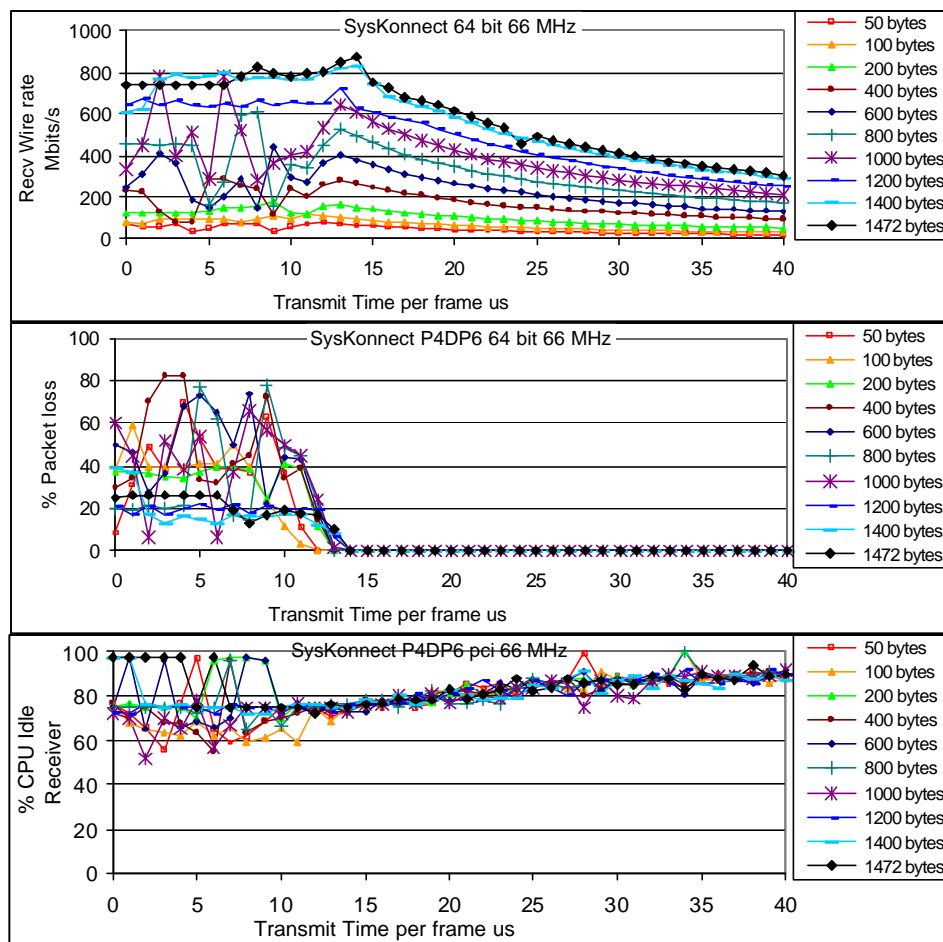 SysKonnect 64 bit 66 MHz
1000
800
600
400
200
0
Recv Wire rate
Mbits/s
0 5 10 15 20 25 30 35 40
Transmit Time per frame us
50 bytes
100 bytes
200 bytes
400 bytes
600 bytes
800 bytes
1000 bytes
1200 bytes
1400 bytes
1472 bytes
SysKonnect P4DP6 64 bit 66 MHz
100
80
60
40
20
0
% Packet loss
0 5 10 15 20 25 30 35 40
Transmit Time per frame us
50 bytes
100 bytes
200 bytes
400 bytes
600 bytes
800 bytes
1000 bytes
1200 bytes
1400 bytes
1472 bytes
SysKonnect P4DP6 pci 66 MHz
100
80
60
40
20
0
% CPU Idle
Receiver
0 5 10 15 20 25 30 35 40
Transmit Time per frame us
50 bytes
100 bytes
200 bytes
400 bytes
600 bytes
800 bytes
1000 bytes
1200 bytes
1400 bytes
1472 bytes